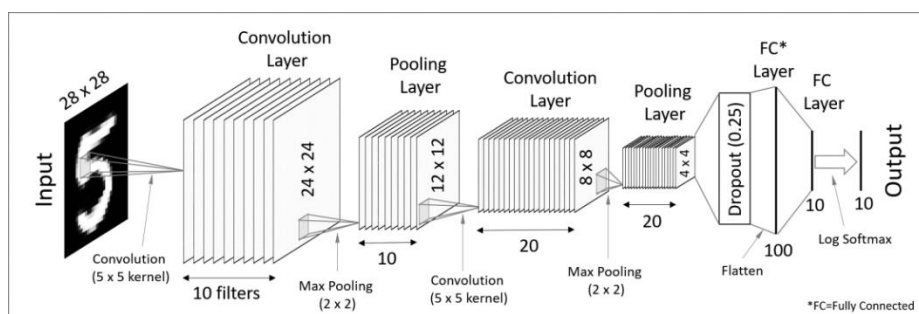 Input
28 x 28
Convolution
(5 x 5 kernel)
Convolution
Layer
24 x 24
10 filters
Max Pooling
(2 x 2)
Pooling
Layer
12 x 12
10
Convolution
(5 x 5 kernel)
Convolution
Layer
8 x 8
20
Max Pooling
(2 x 2)
Pooling
Layer
4 x 4
20
Dropout (0.25)
Flatten
FC*
Layer
100
FC
Layer
10
Log Softmax
10
Output
*FC=Fully Connected